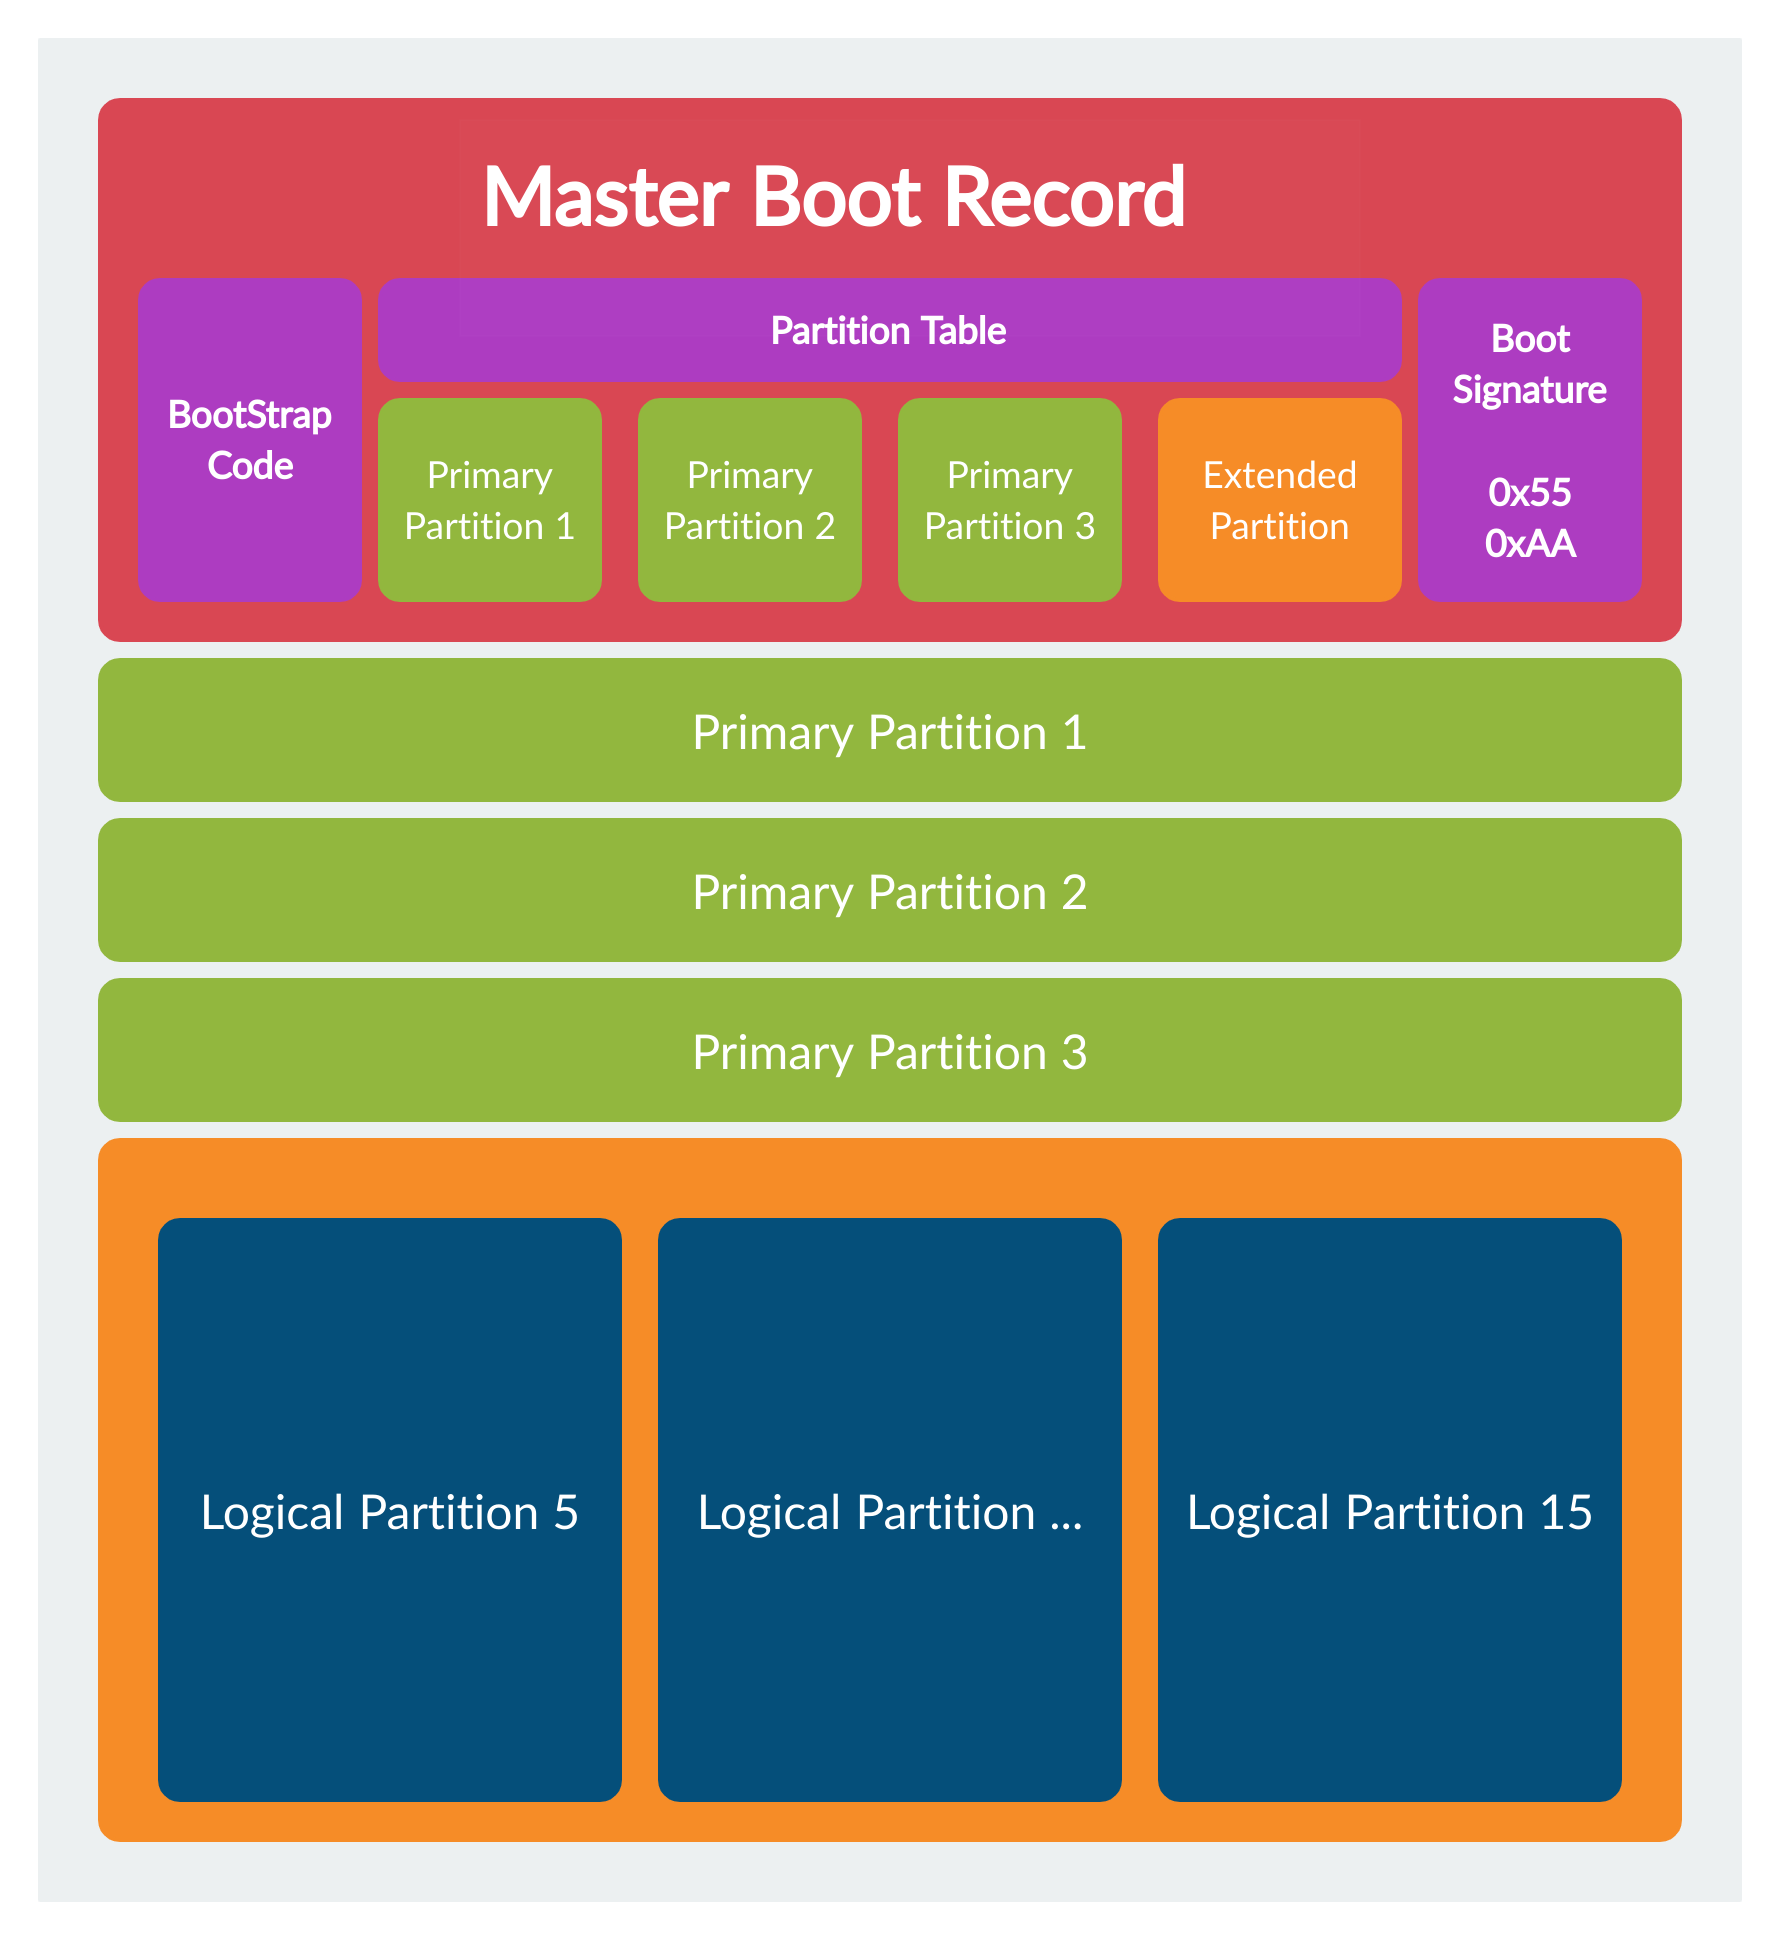 Master Boot Record
BootStrap
Code
Partition Table
Primary
Partition 1
Primary
Partition 2
Primary
Partition 3
Extended
Partition
Boot
Signature
0x55
0xAA
Primary Partition 1
Primary Partition 2
Primary Partition 3
Logical Partition 5
Logical Partition ...
Logical Partition 15